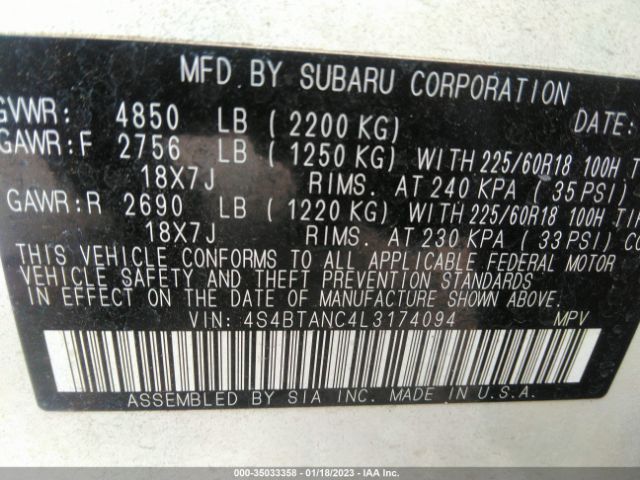 MFD.BY SUBARU CORPORATION DATE:
GVWR: 4850 LB (2200 KG)
GAWR:F 2756 LB (1250 KG) WITH 225/60R18 100H TI
18X7J RIMS. AT 240 KPA (35 PSI)
GAWR:R 2690 LB (1220 KG) WITH 225/60R18 100H TI
18X7J RIMS. AT 230 KPA (33 PSI) CO
THIS VEHICLE CONFORMS TO ALL APPLICABLE FEDERAL MOTOR
VEHICLE SAFETY AND THEFT PREVENTION STANDARDS
IN EFFECT ON THE DATE OF MANUFACTURE SHOWN ABOVE.
VIN: 4S4BTANC4L3174094 MPV
ASSEMBLED BY SIA INC. MADE IN U.S.A.
000-35033358 - 01/18/2023 - IAA Inc.